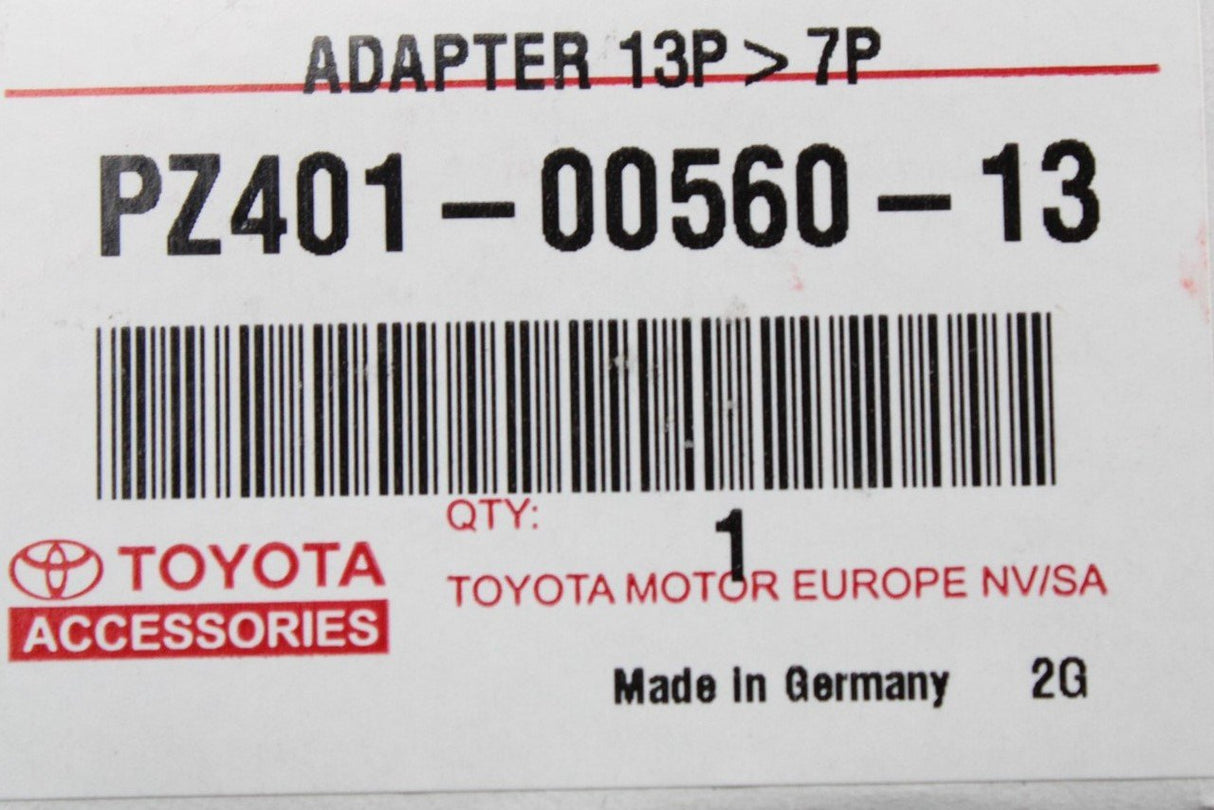 ADAPTER 13P > 7P
PZ401-00560-13
QTY:
1
TOYOTA
TOYOTA MOTOR EUROPE NV/SA
ACCESSORIES
Made in Germany 2G